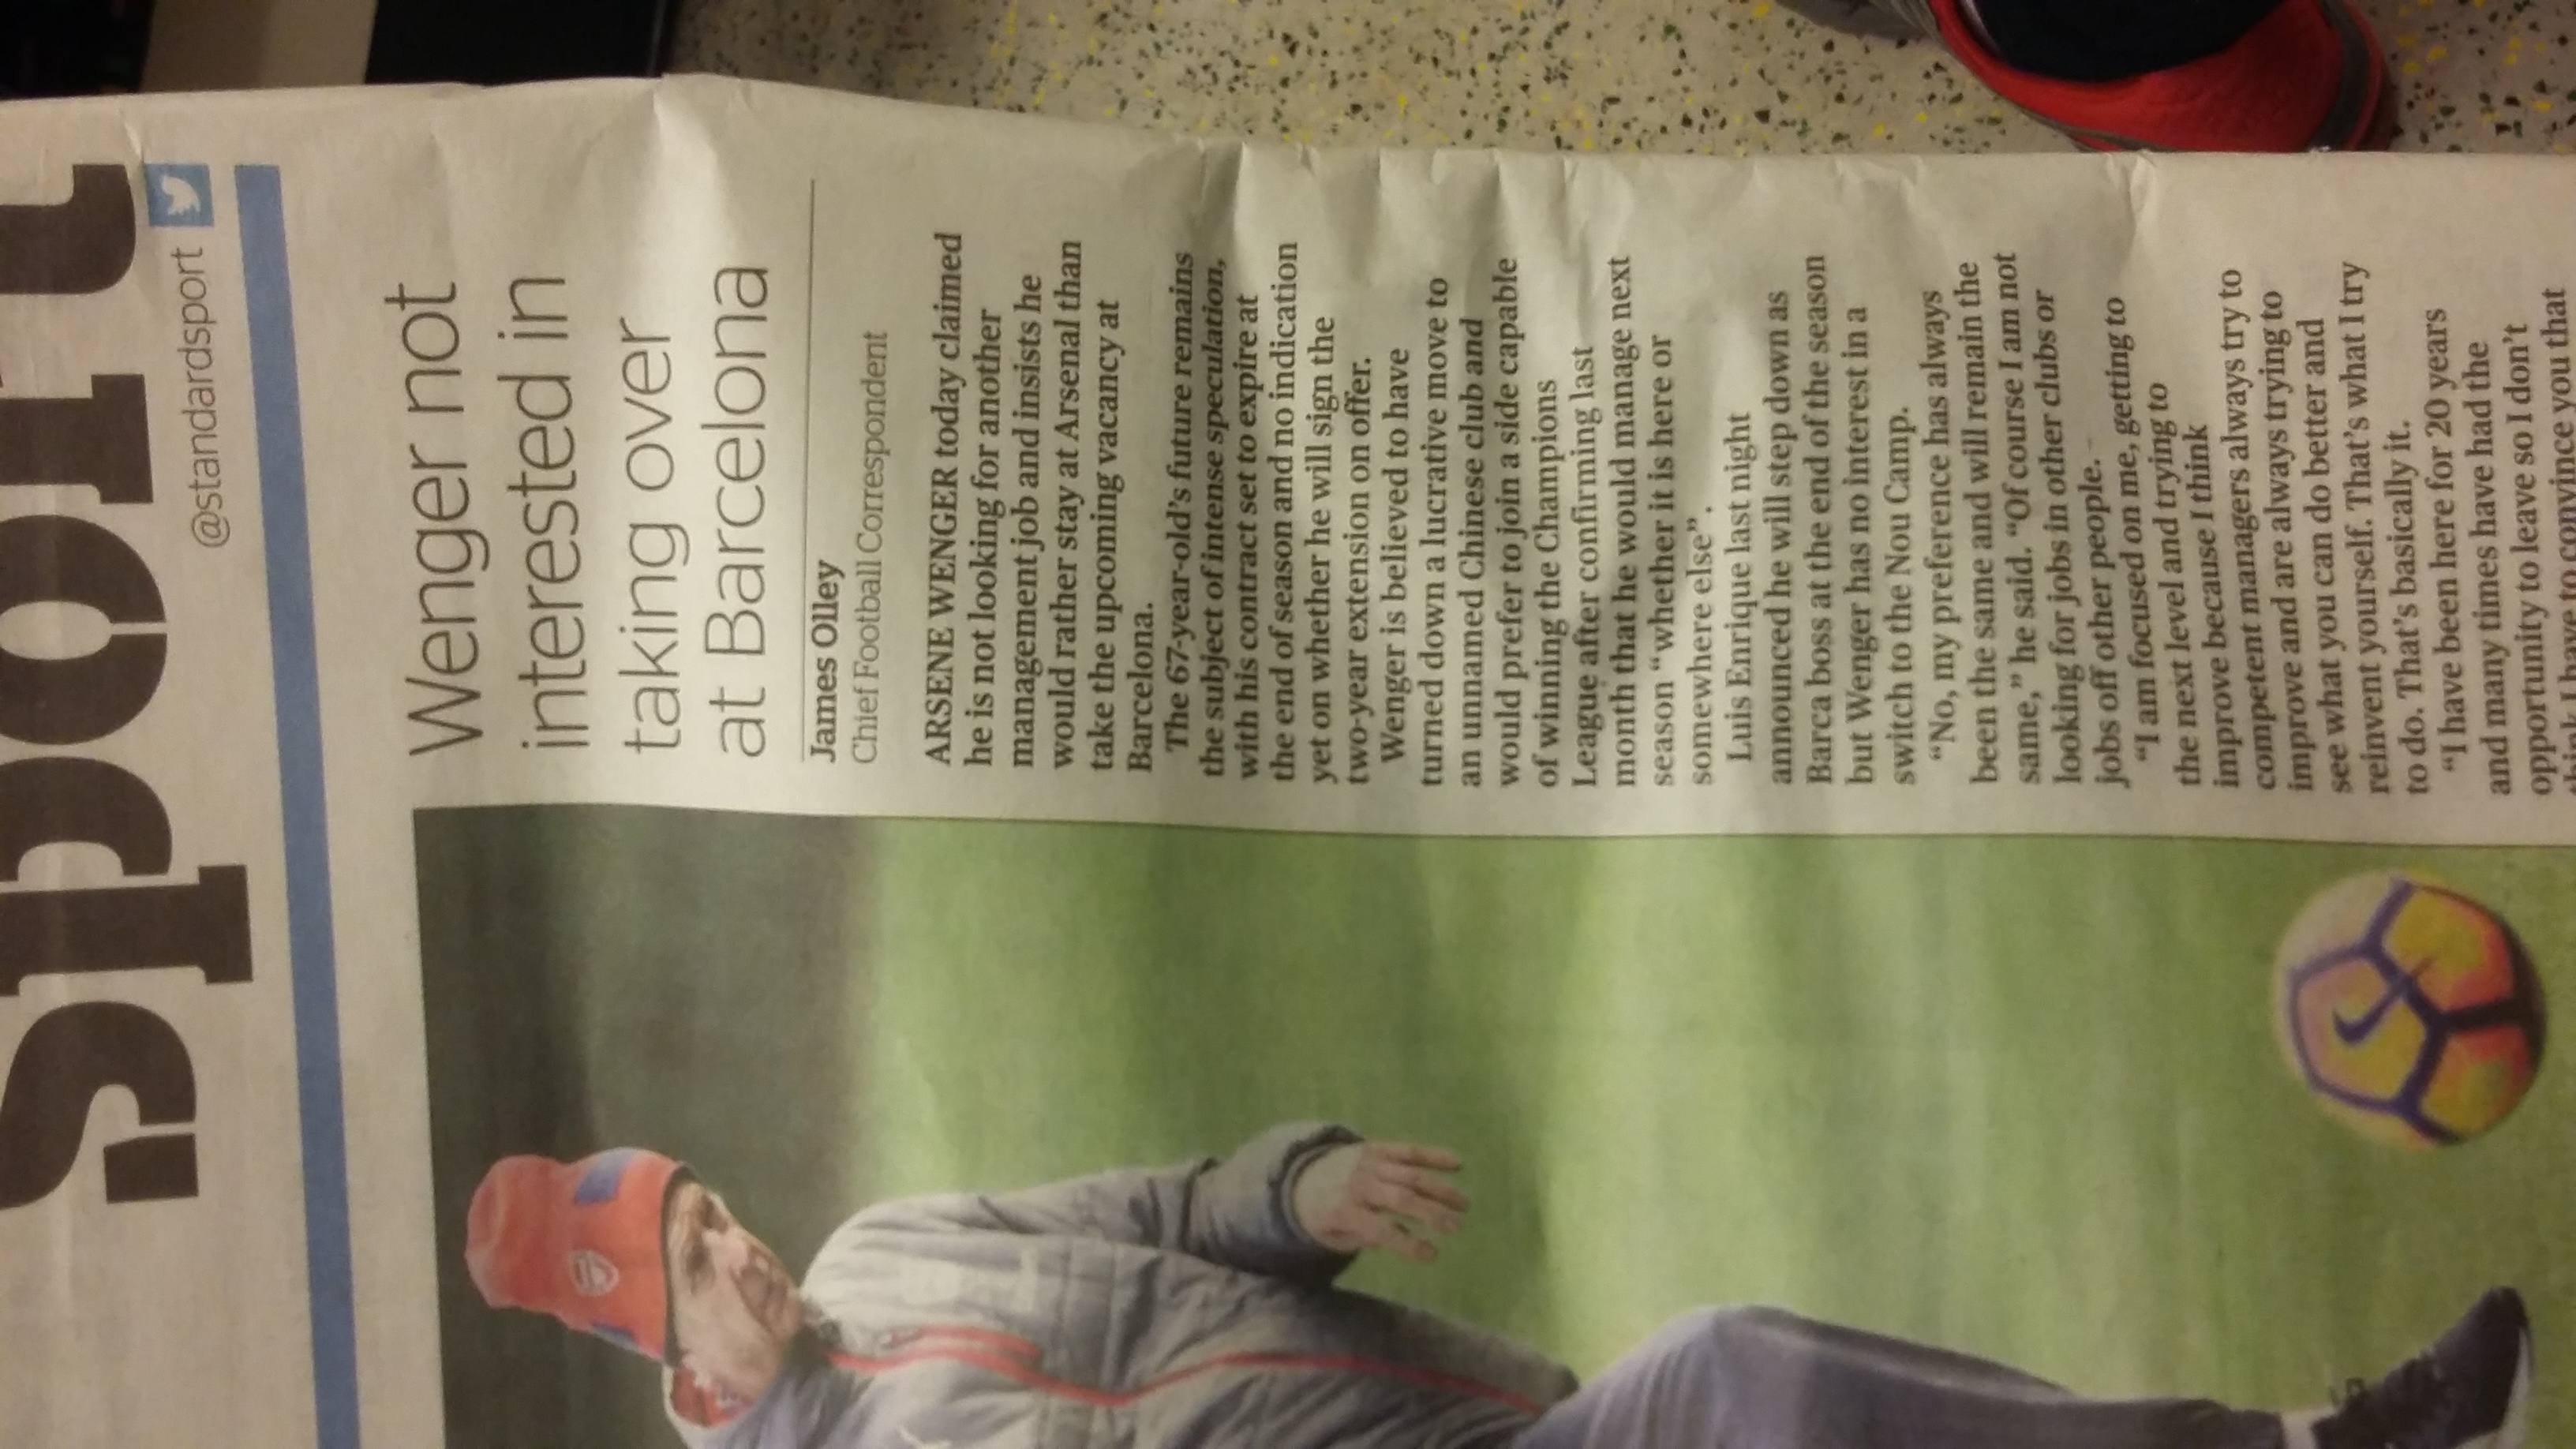 sport
@standardsport
Wenger not
interested in
taking over
at Barcelona
James Olley
Chief Football Correspondent
ARSENE WENGER today claimed
he is not looking for another
management job and insists he
would rather stay at Arsenal than
take the upcoming vacancy at
Barcelona.
The 67-year-old's future remains
the subject of intense speculation,
with his contract set to expire at
the end of season and no indication
yet on whether he will sign the
two-year extension on offer.
Wenger is believed to have
turned down a lucrative move to
an unnamed Chinese club and
would prefer to join a side capable
of winning the Champions
League after confirming last
month that he would manage next
season “whether it is here or
somewhere else”.
Luis Enrique last night
announced he will step down as
Barca boss at the end of the season
but Wenger has no interest in a
switch to the Nou Camp.
“No, my preference has always
been the same and will remain the
same,” he said. “Of course I am not
looking for jobs in other clubs or
jobs off other people.
“I am focused on me, getting to
the next level and trying to
improve because I think
competent managers always try to
improve and are always trying to
see what you can do better and
reinvent yourself. That's what I try
to do. That's basically it.
“I have been here for 20 years
and many times have had the
opportunity to leave so I don't
think I have to convince you that